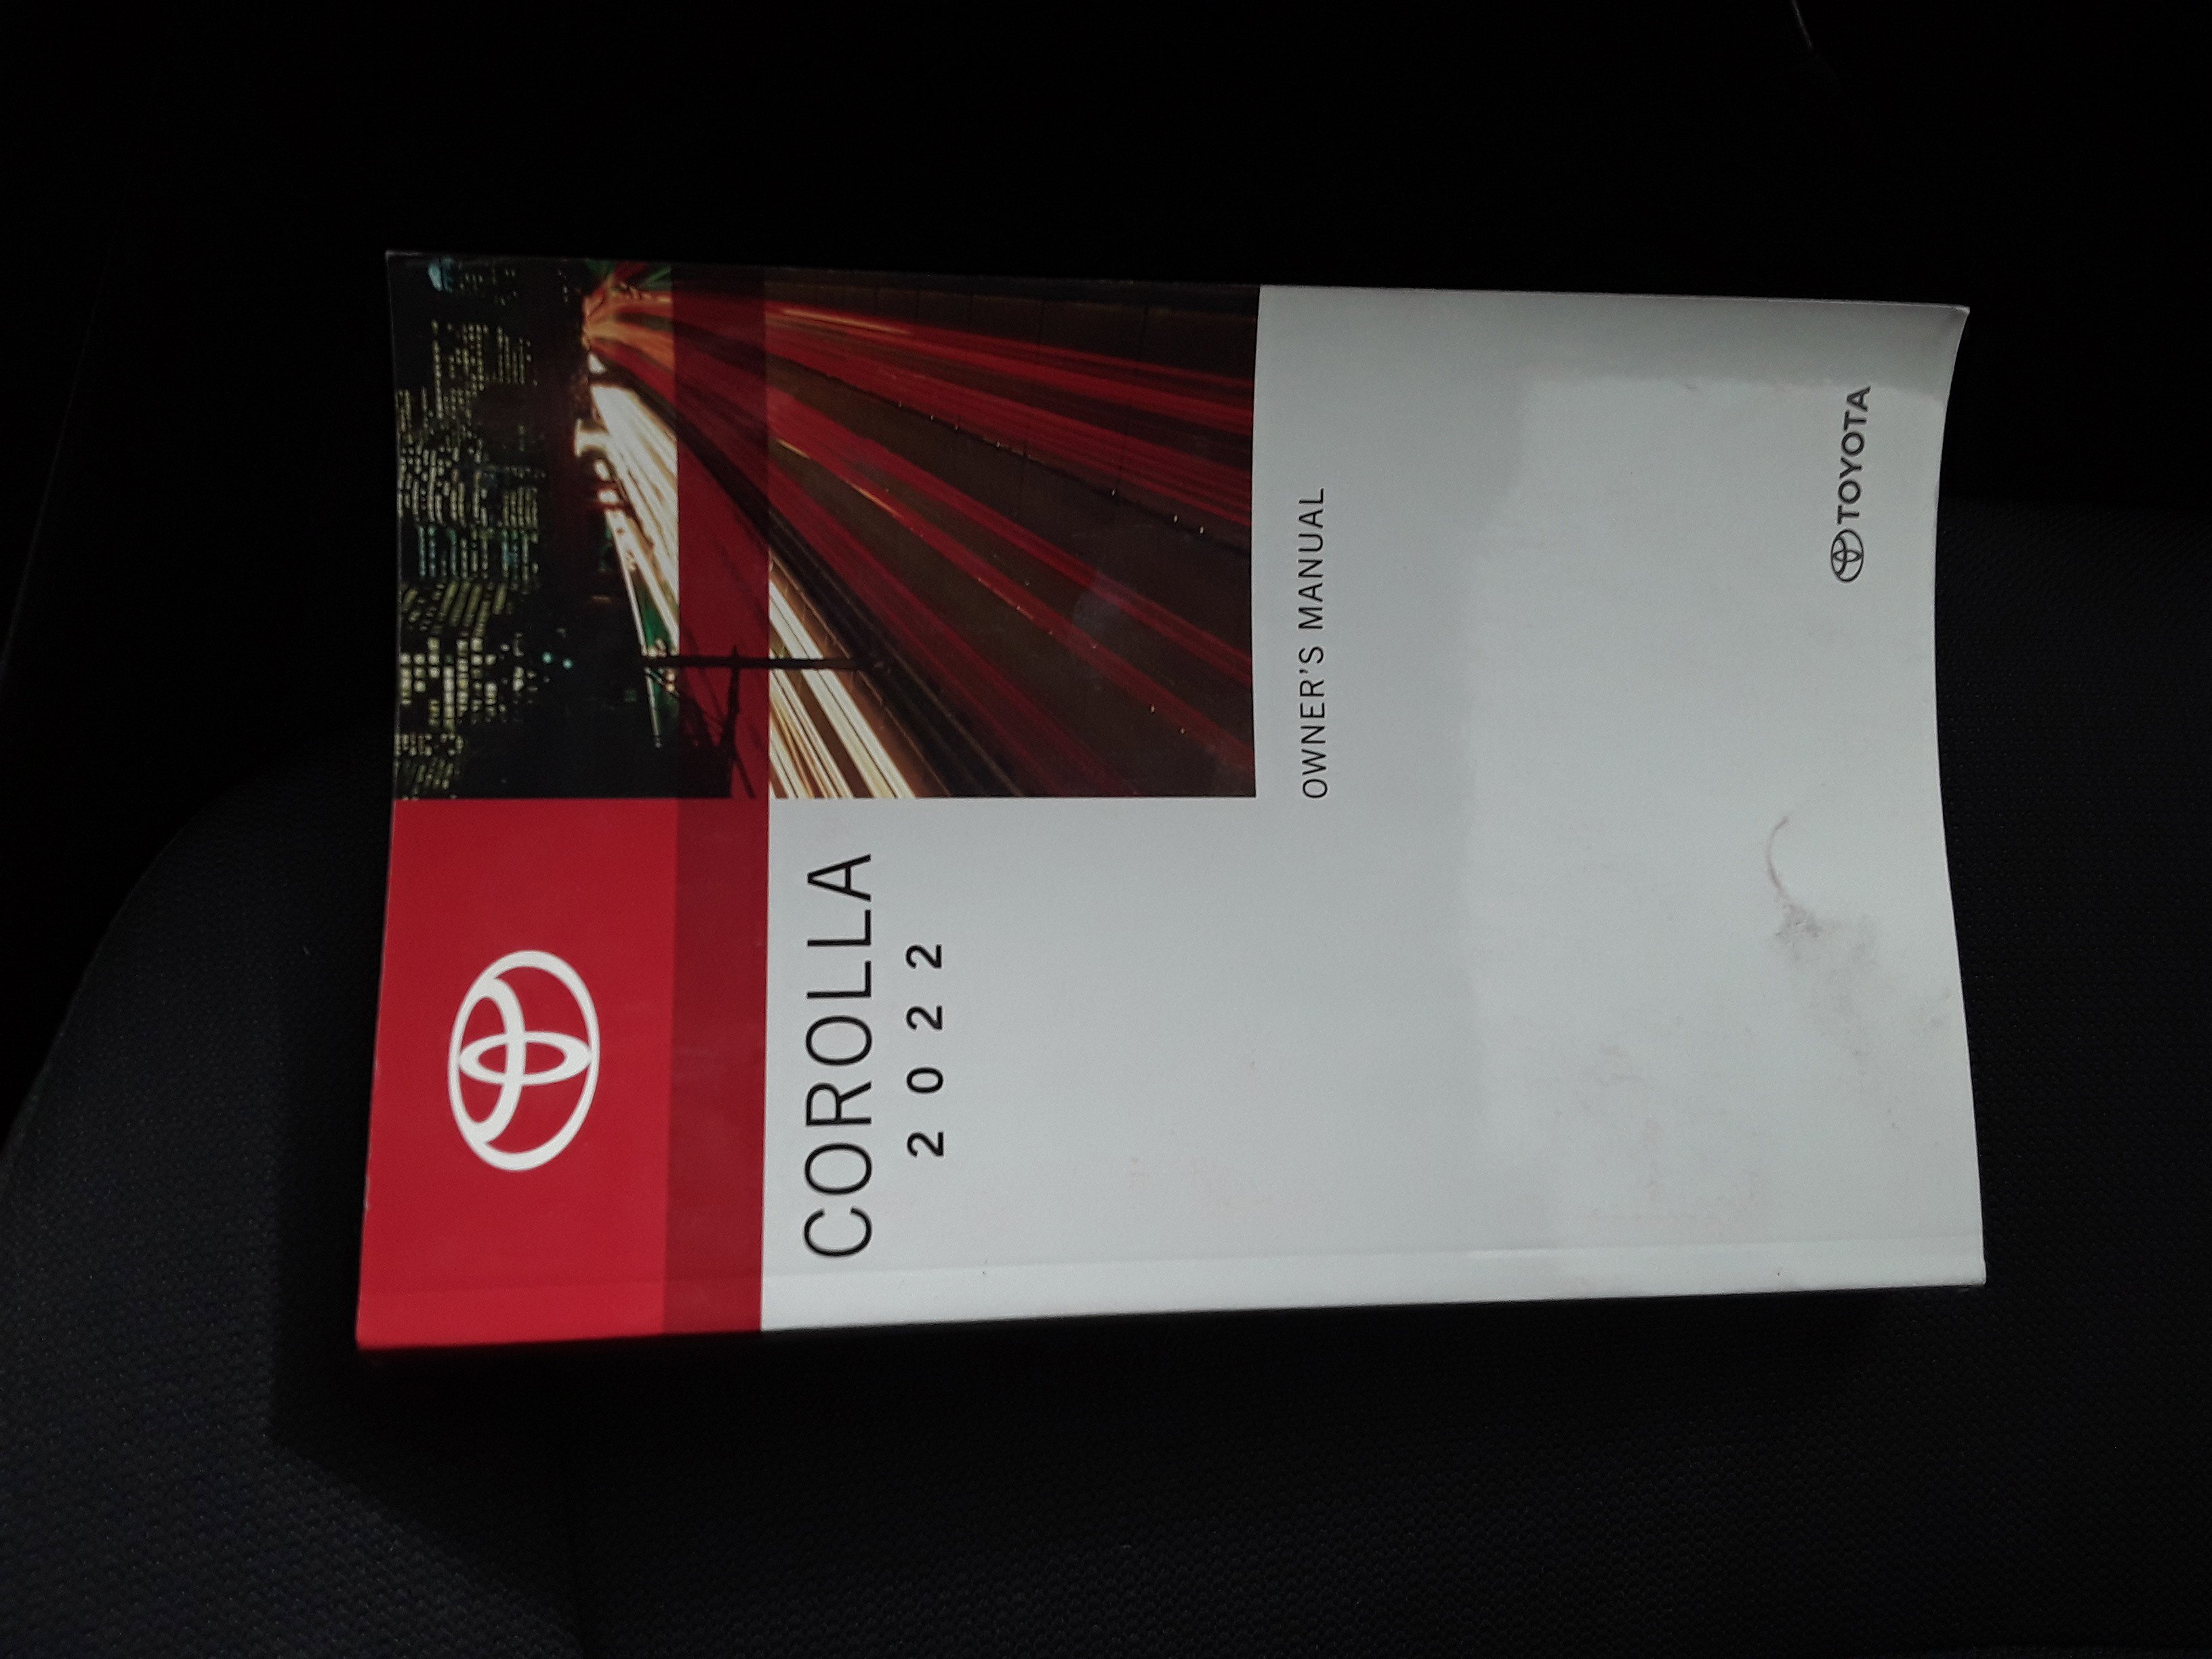 COROLLA
2022
OWNER'S MANUAL
TOYOTA